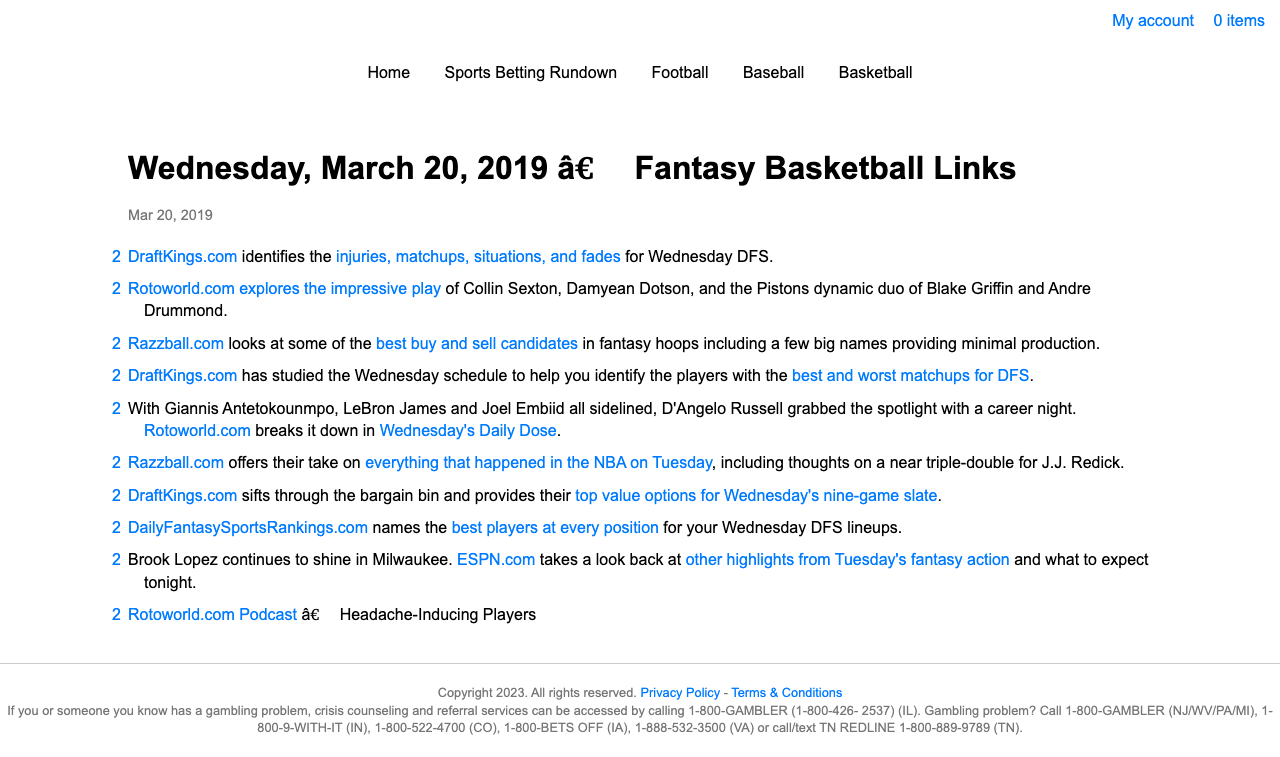 My account 0 items
Home Sports Betting Rundown Football Baseball Basketball
Wednesday, March 20, 2019 â€ Fantasy Basketball Links
Mar 20, 2019
2 DraftKings.com identifies the injuries, matchups, situations, and fades for Wednesday DFS.
2 Rotoworld.com explores the impressive play of Collin Sexton, Damyean Dotson, and the Pistons dynamic duo of Blake Griffin and Andre
Drummond.
2 Razzball.com looks at some of the best buy and sell candidates in fantasy hoops including a few big names providing minimal production.
2 DraftKings.com has studied the Wednesday schedule to help you identify the players with the best and worst matchups for DFS.
2 With Giannis Antetokounmpo, LeBron James and Joel Embiid all sidelined, D'Angelo Russell grabbed the spotlight with a career night.
Rotoworld.com breaks it down in Wednesday's Daily Dose.
2 Razzball.com offers their take on everything that happened in the NBA on Tuesday, including thoughts on a near triple-double for J.J. Redick.
2 DraftKings.com sifts through the bargain bin and provides their top value options for Wednesday's nine-game slate.
2 DailyFantasySportsRankings.com names the best players at every position for your Wednesday DFS lineups.
2 Brook Lopez continues to shine in Milwaukee. ESPN.com takes a look back at other highlights from Tuesday's fantasy action and what to expect
tonight.
2 Rotoworld.com Podcast â€ Headache-Inducing Players
Copyright 2023. All rights reserved. Privacy Policy - Terms & Conditions
If you or someone you know has a gambling problem, crisis counseling and referral services can be accessed by calling 1-800-GAMBLER (1-800-426- 2537) (IL). Gambling problem? Call 1-800-GAMBLER (NJ/WV/PA/MI), 1-
800-9-WITH-IT (IN), 1-800-522-4700 (CO), 1-800-BETS OFF (IA), 1-888-532-3500 (VA) or call/text TN REDLINE 1-800-889-9789 (TN).